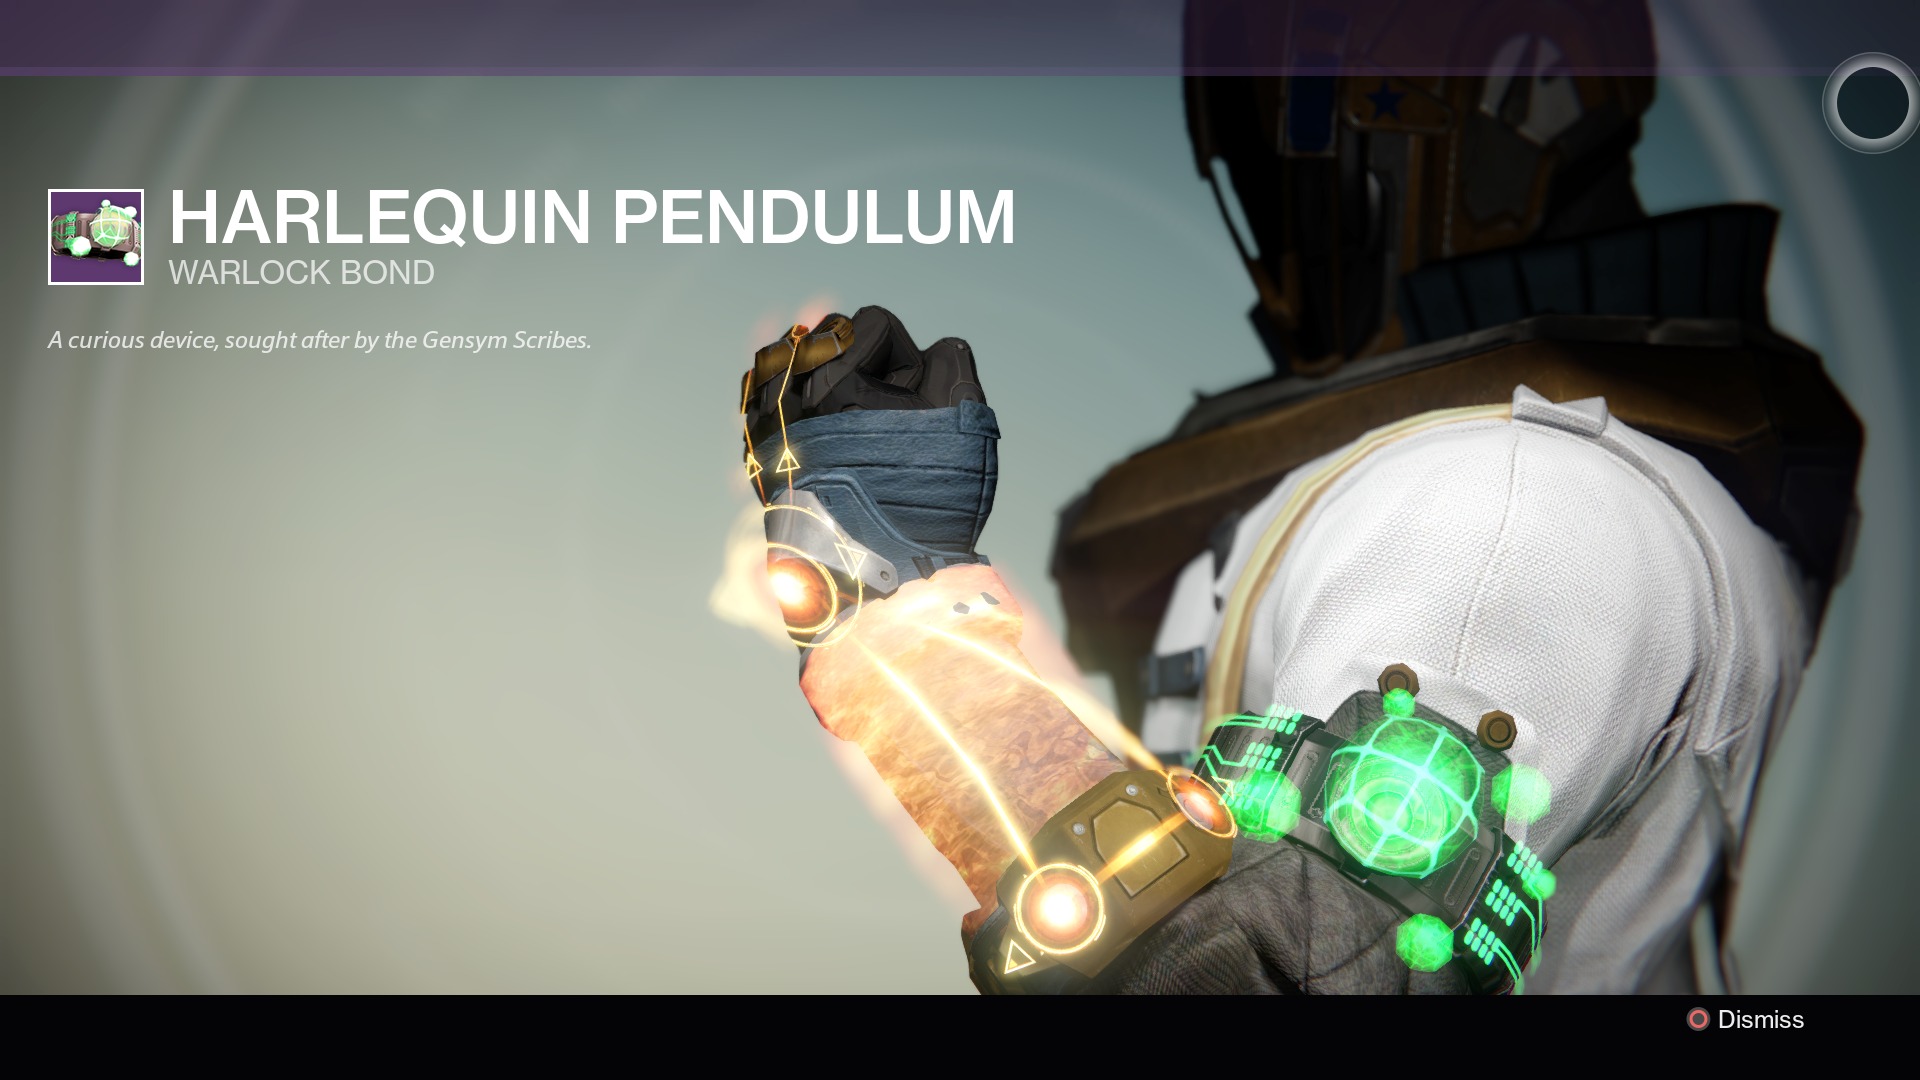 HARLEQUIN PENDULUM
WARLOCK BOND
A curious device, sought after by the Gensym Scribes.
Dismiss